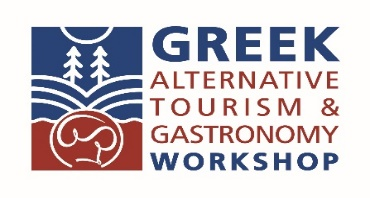 GREEK
ALTERNATIVE
TOURISM &
GASTRONOMY
WORKSHOP